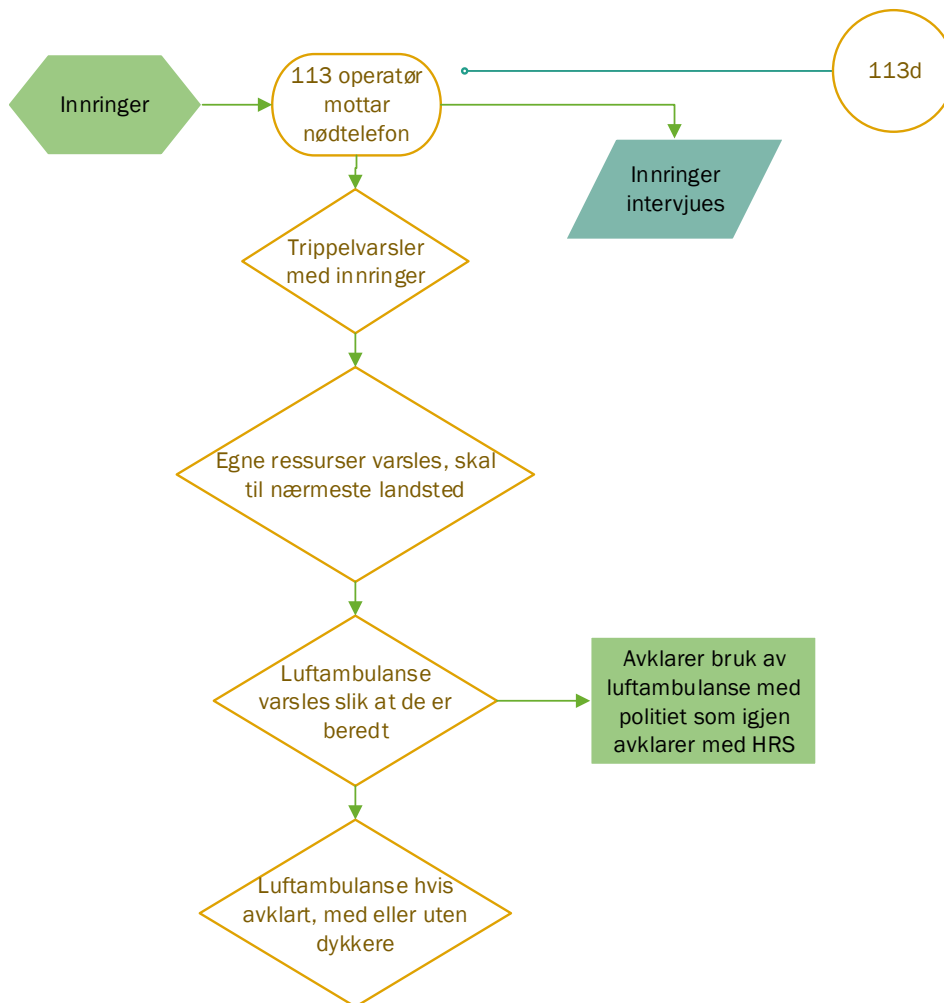 Innringer
113 operatør
mottar
nødtelefon
113d
Innringer
intervjues
Trippelvarsler
med innringer
Egne ressurser varsles, skal
til nærmeste landsted
Luftambulanse
varsles slik at de er
beredt
Avklarer bruk av
luftambulanse med
politiet som igjen
avklarer med HRS
Luftambulanse hvis
avklart, med eller uten
dykkere